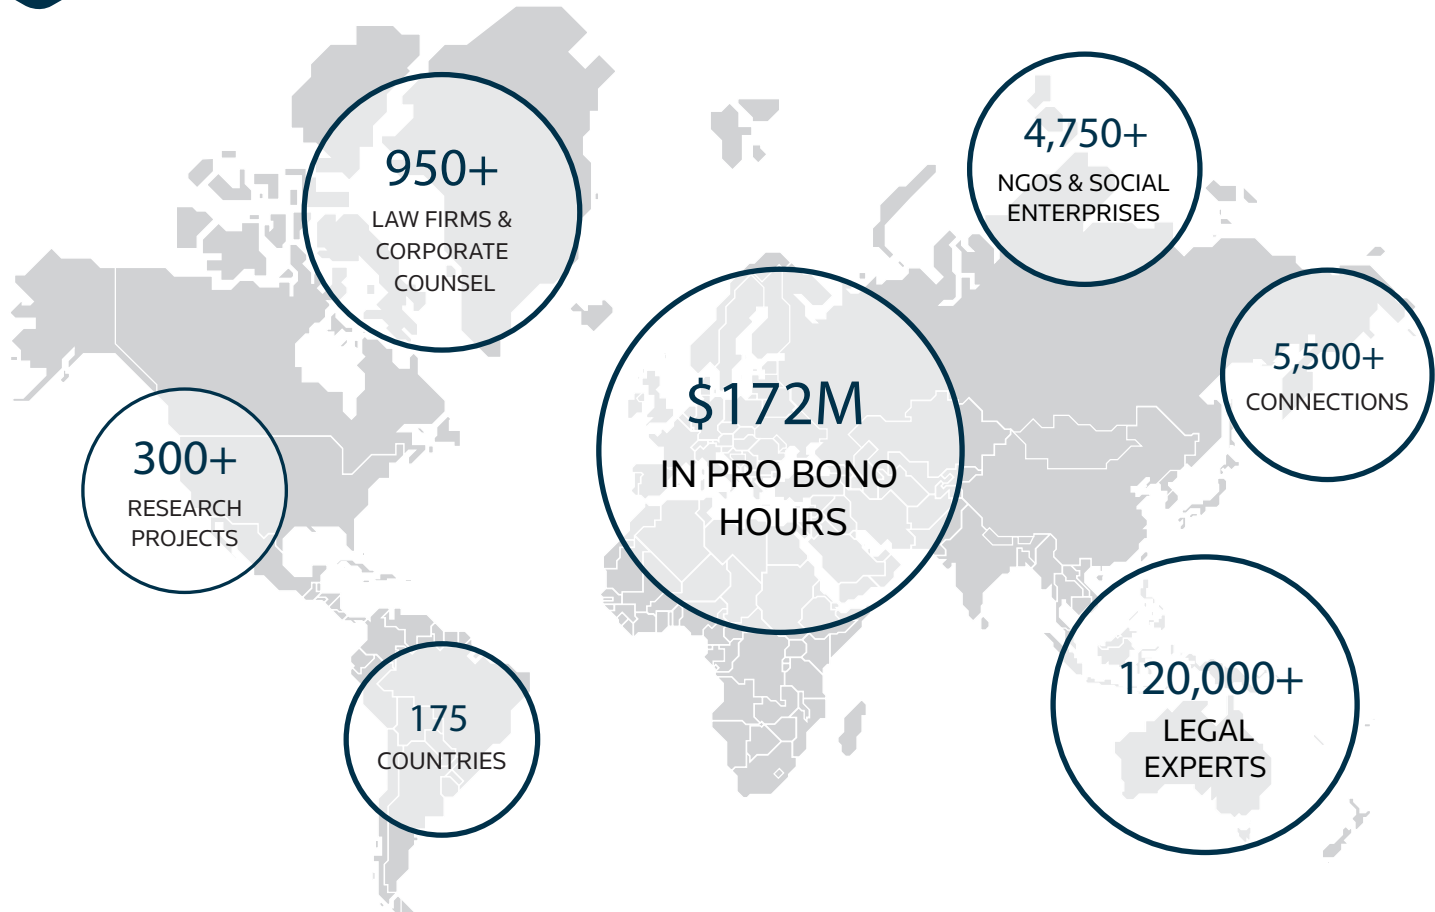 950+
LAW FIRMS &
CORPORATE
COUNSEL
4,750+
NGOS & SOCIAL
ENTERPRISES
5,500+
CONNECTIONS
$172M
IN PRO BONO
HOURS
300+
RESEARCH
PROJECTS
175
COUNTRIES
120,000+
LEGAL
EXPERTS